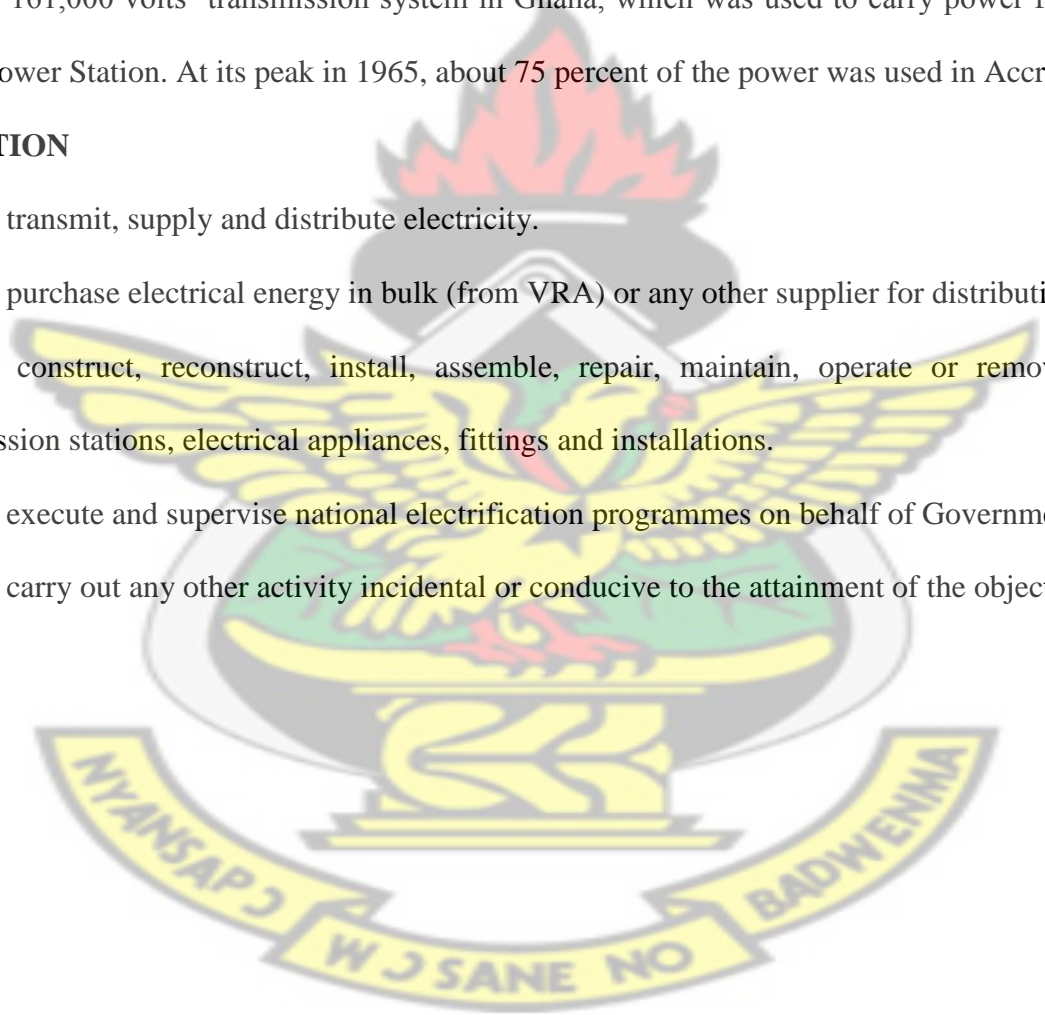 161,000 volts transmission system in Ghana, which was used to carry power
ower Station. At its peak in 1965, about 75 percent of the power was used in Accr
TION
transmit, supply and distribute electricity.
purchase electrical energy in bulk (from VRA) or any other supplier for distributi
construct, reconstruct, install, assemble, repair, maintain, operate or remov
ssion stations, electrical appliances, fittings and installations.
execute and supervise national electrification programmes on behalf of Governme
carry out any other activity incidental or conducive to the attainment of the object
NYANSAPƆ
WƆSANE NO
BADWENMA